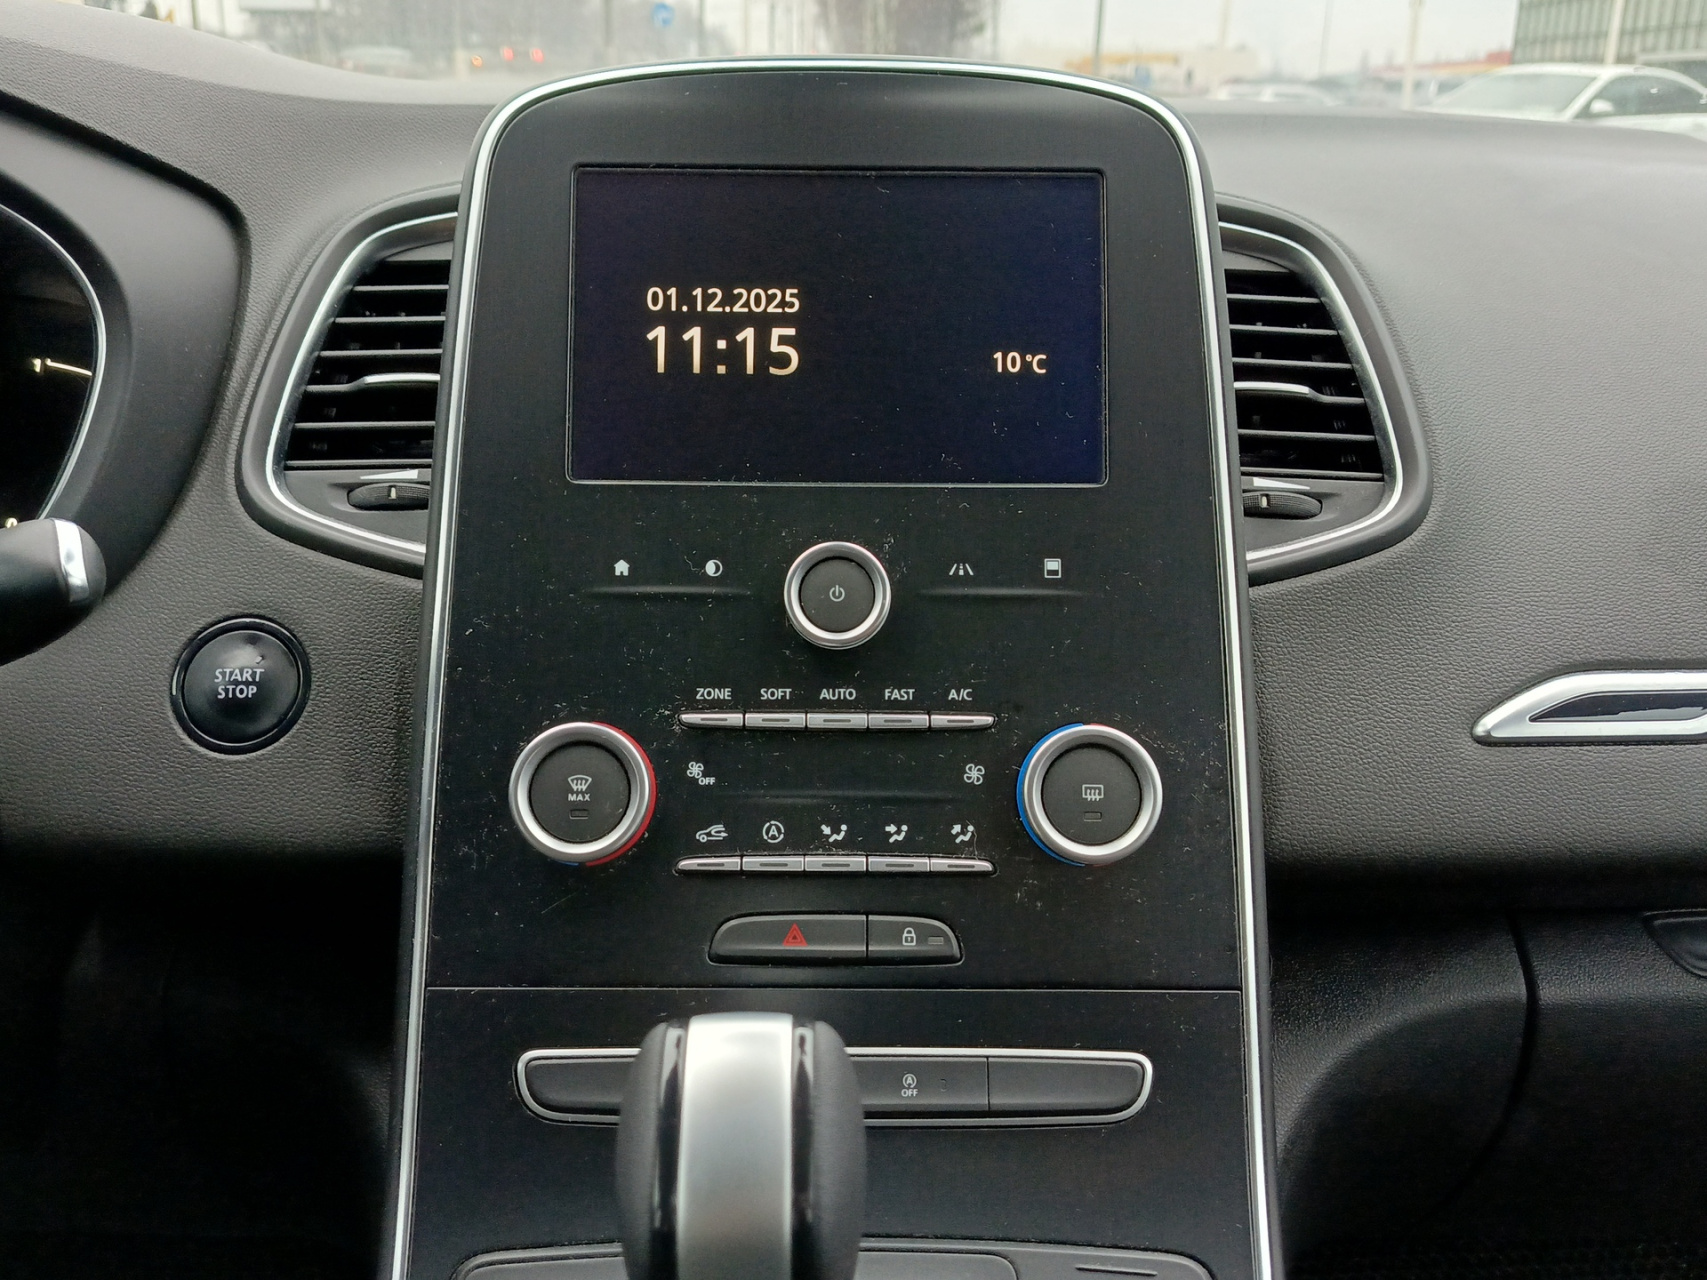 01.12.2025
11:15
10°C
START
STOP
ZONE SOFT AUTO FAST A/C
MAX
OFF
A
A
OFF